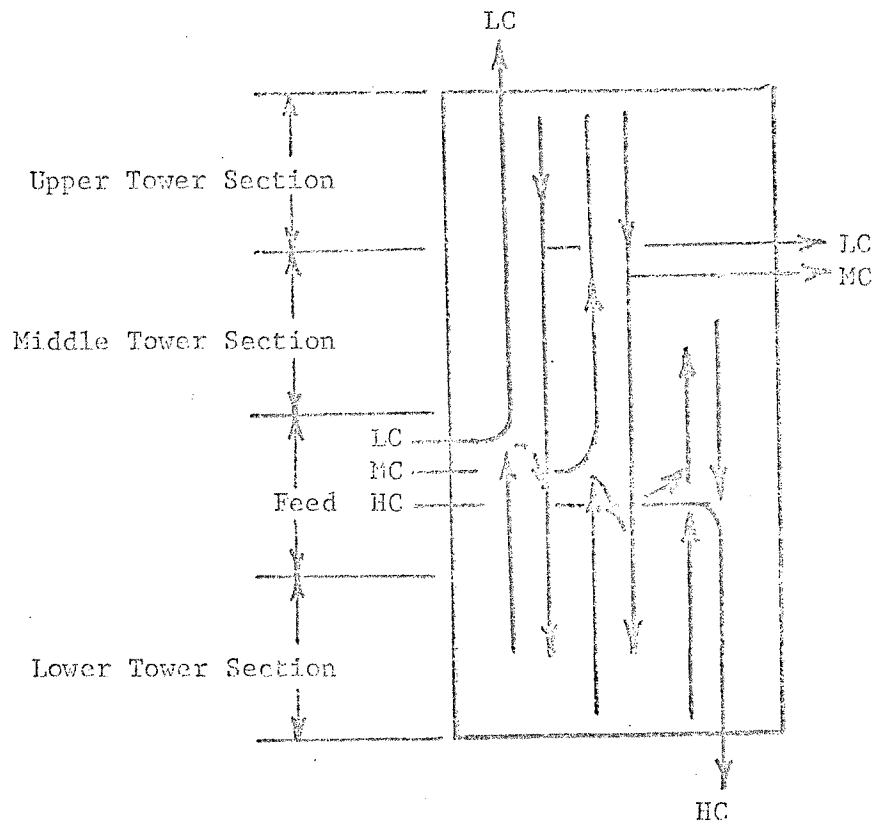 LC
Upper Tower Section
LC
MC
Middle Tower Section
LC
MC
Feed HC
Lower Tower Section
HC